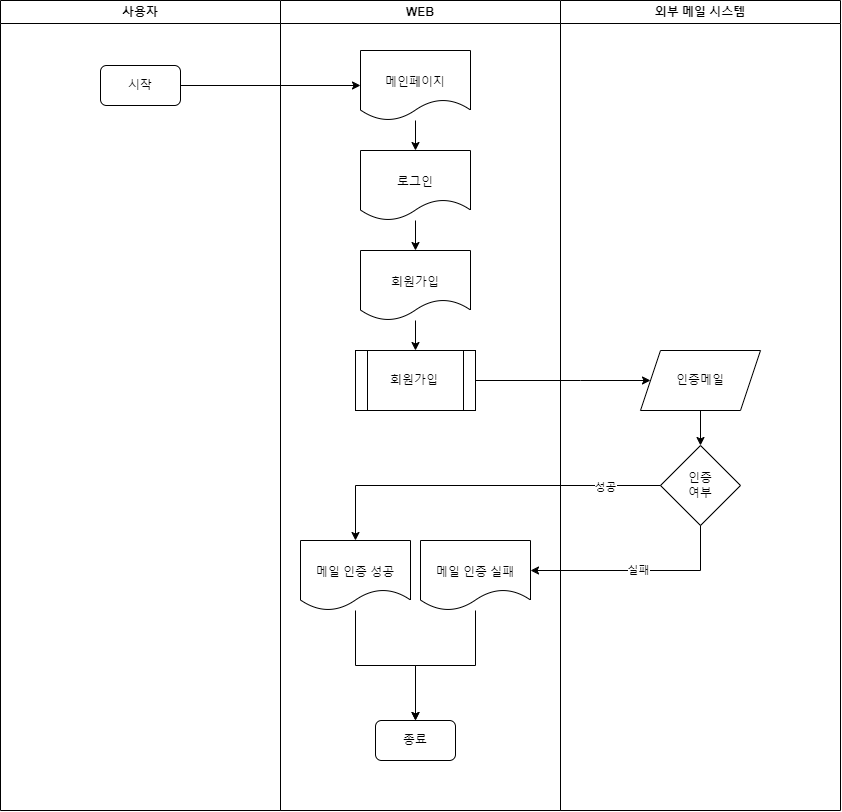 사용자
WEB
외부 메일 시스템
시작
메인페이지
로그인
회원가입
회원가입
인증메일
인증
여부
성공
메일 인증 성공
메일 인증 실패
실패
종료